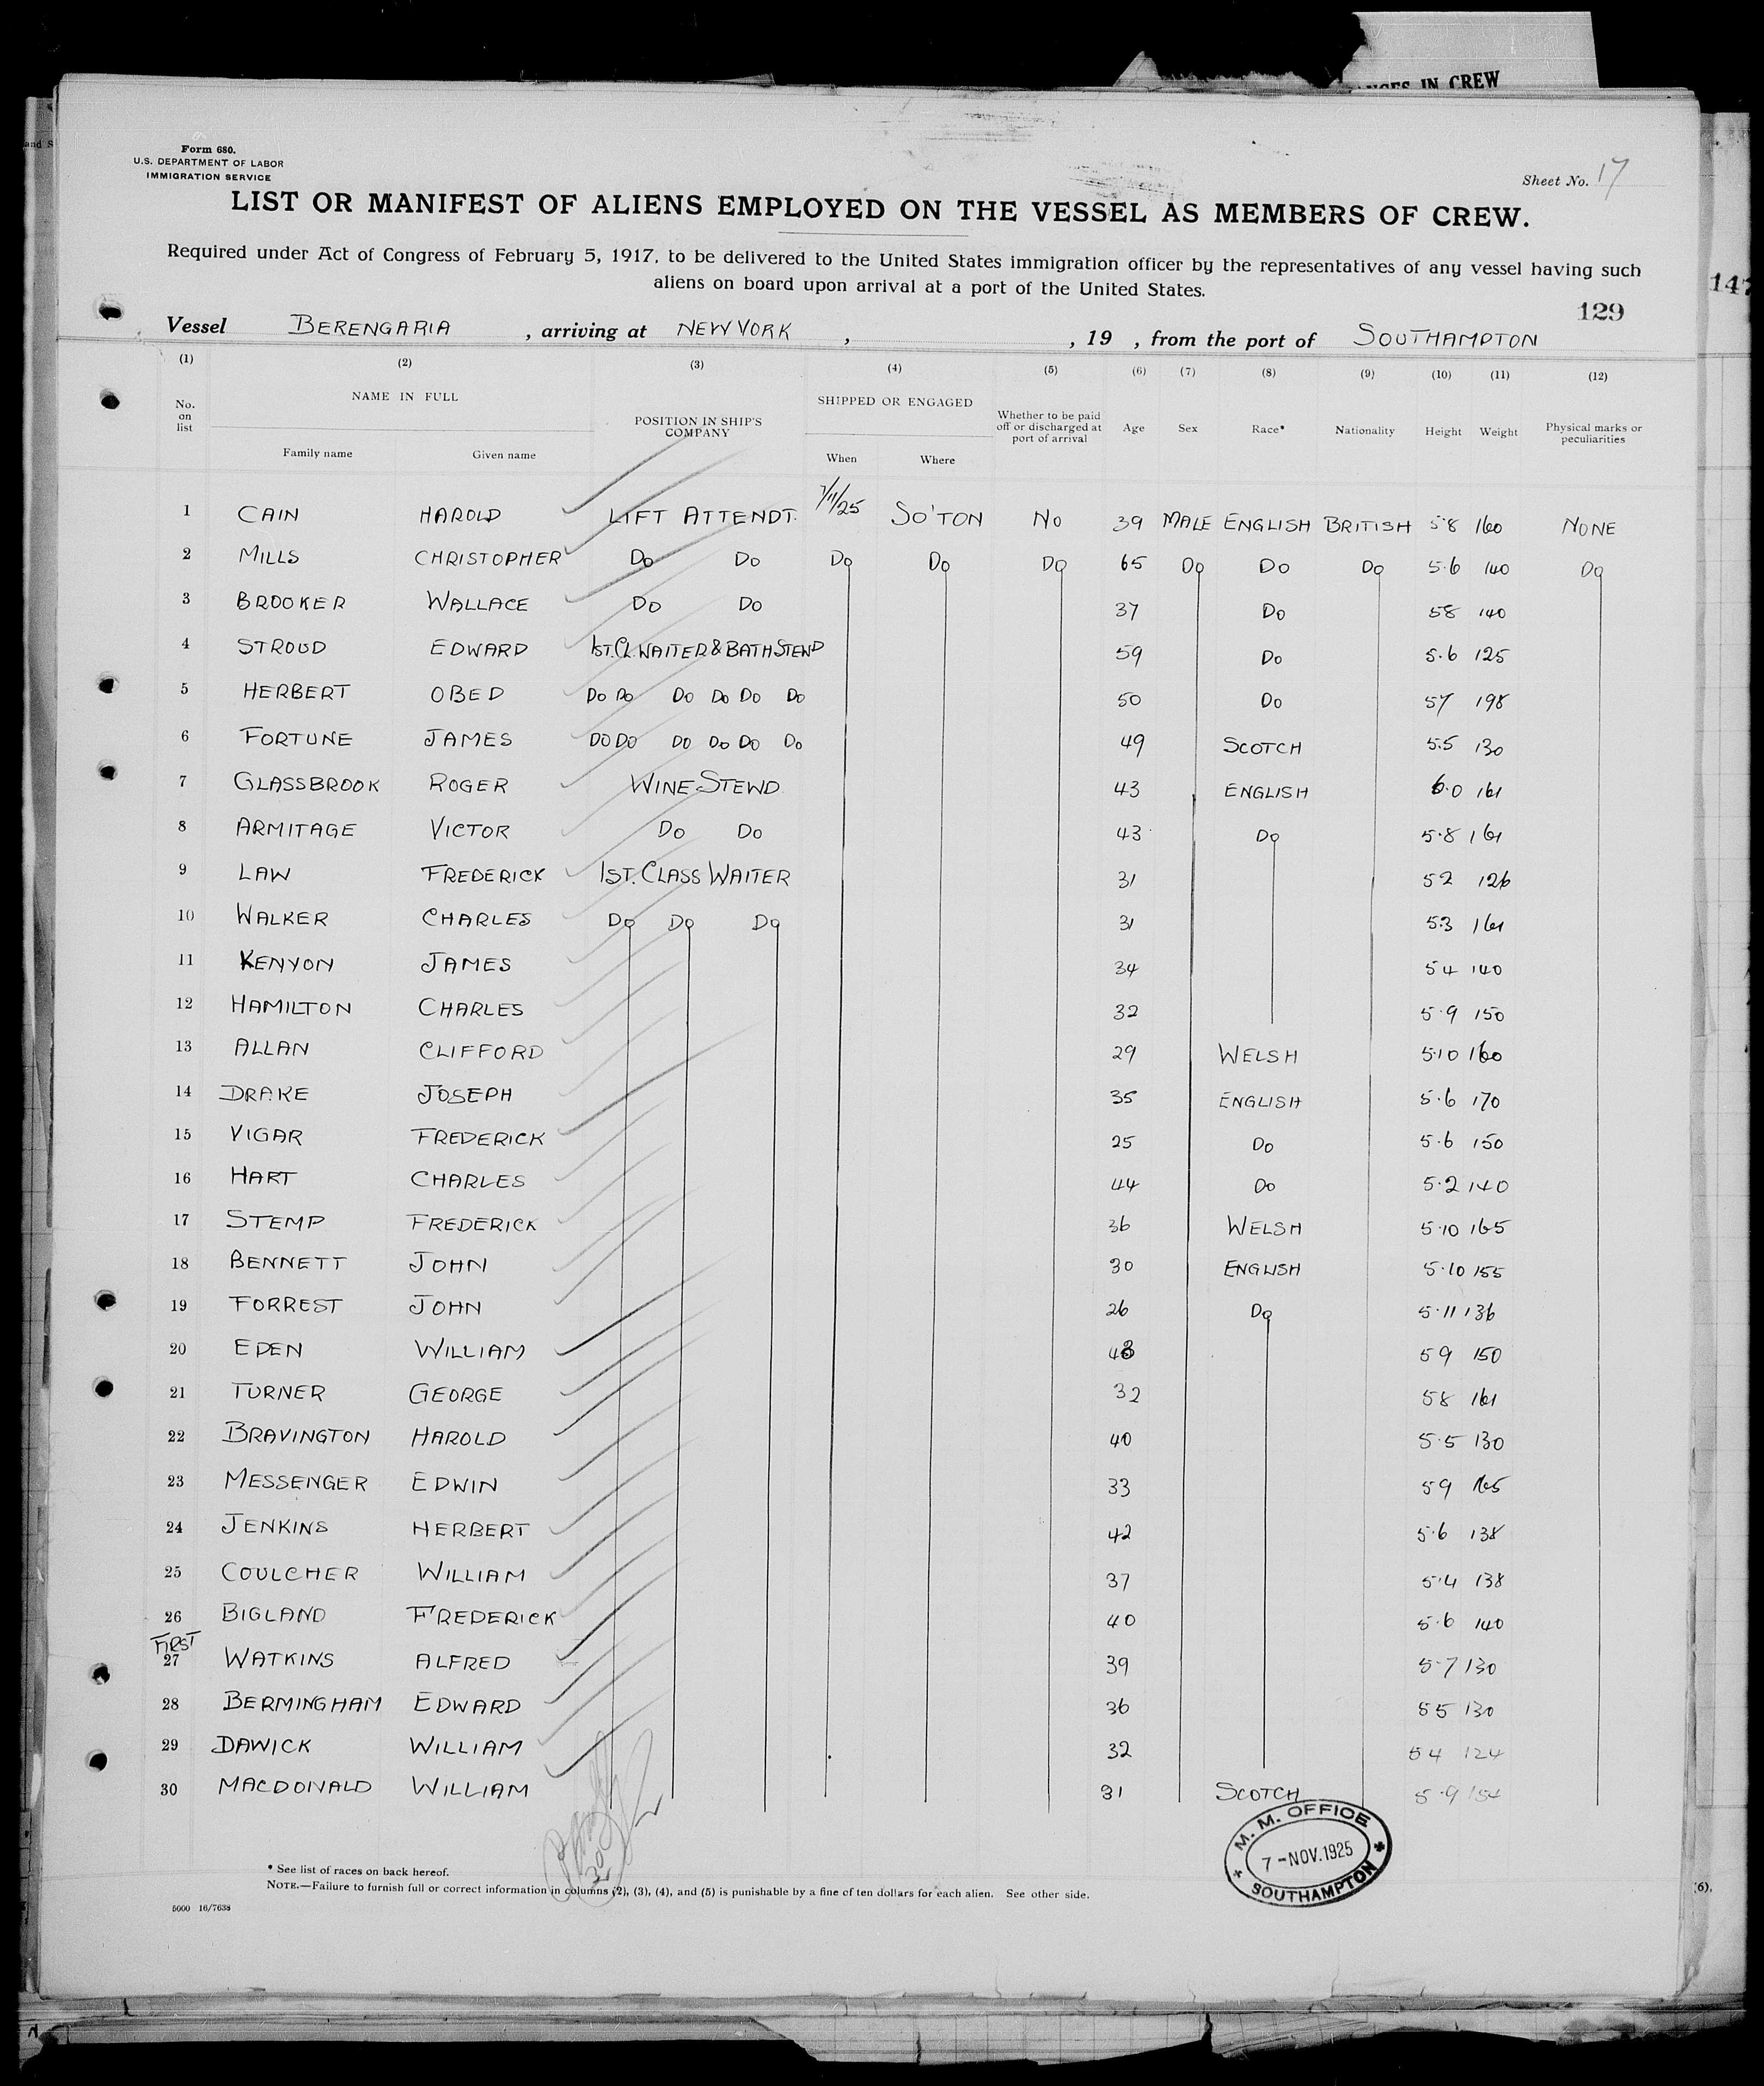 ANGES IN CREW
and S
Form 680.
U.S. DEPARTMENT OF LABOR
IMMIGRATION SERVICE
Sheet No. 17
LIST OR MANIFEST OF ALIENS EMPLOYED ON THE VESSEL AS MEMBERS OF CREW.
Required under Act of Congress of February 5, 1917, to be delivered to the United States immigration officer by the representatives of any vessel having such
aliens on board upon arrival at a port of the United States.
147
129
Vessel BERENGARIA , arriving at NEW YORK , , 19 , from the port of SOUTHAMPTON
(1) (2) (3) (4) (5) (6) (7) (8) (9) (10) (11) (12)
No. on list NAME IN FULL POSITION IN SHIP'S COMPANY SHIPPED OR ENGAGED Whether to be paid off or discharged at port of arrival Age Sex Race* Nationality Height Weight Physical marks or peculiarities
Family name Given name When Where
1 CAIN HAROLD LIFT ATTENDT. 7/11/25 SO'TON NO 39 MALE ENGLISH BRITISH 5.8 160 NONE
2 MILLS CHRISTOPHER DO DO DO DO DO 65 DO DO DO 5.6 140 DO
3 BROOKER WALLACE DO DO 37 DO 58 140
4 STROUD EDWARD 1ST.CL.WAITER & BATH STEWD 59 DO 5.6 125
5 HERBERT OBED DO DO DO DO DO DO 50 DO 57 198
6 FORTUNE JAMES DO DO DO DO DO DO 49 SCOTCH 5.5 130
7 GLASSBROOK ROGER WINE STEWD 43 ENGLISH 6.0 161
8 ARMITAGE VICTOR DO DO 43 DO 5.8 161
9 LAW FREDERICK 1ST. CLASS WAITER 31 52 126
10 WALKER CHARLES DO DO DO 31 5.3 161
11 KENYON JAMES 34 54 140
12 HAMILTON CHARLES 32 5.9 150
13 ALLAN CLIFFORD 29 WELSH 5.10 160
14 DRAKE JOSEPH 35 ENGLISH 5.6 170
15 VIGAR FREDERICK 25 DO 5.6 150
16 HART CHARLES 44 DO 5.2 140
17 STEMP FREDERICK 36 WELSH 5.10 165
18 BENNETT JOHN 30 ENGLISH 5.10 155
19 FORREST JOHN 26 DO 5.11 136
20 EDEN WILLIAM 48 59 150
21 TURNER GEORGE 32 58 161
22 BRAVINGTON HAROLD 40 5.5 130
23 MESSENGER EDWIN 33 59 165
24 JENKINS HERBERT 42 5.6 138
25 COULCHER WILLIAM 37 5.4 138
26 BIGLAND FREDERICK 40 5.6 140
FIRST
27 WATKINS ALFRED 39 5.7 130
28 BERMINGHAM EDWARD 36 55 130
29 DAWICK WILLIAM 32 54 124
30 MACDONALD WILLIAM 31 SCOTCH 5.9 154
M. M. OFFICE
7-NOV.1925
SOUTHAMPTON
* See list of races on back hereof.
NOTE.—Failure to furnish full or correct information in columns (2), (3), (4), and (5) is punishable by a fine of ten dollars for each alien. See other side.
(6),
5000 16/7638